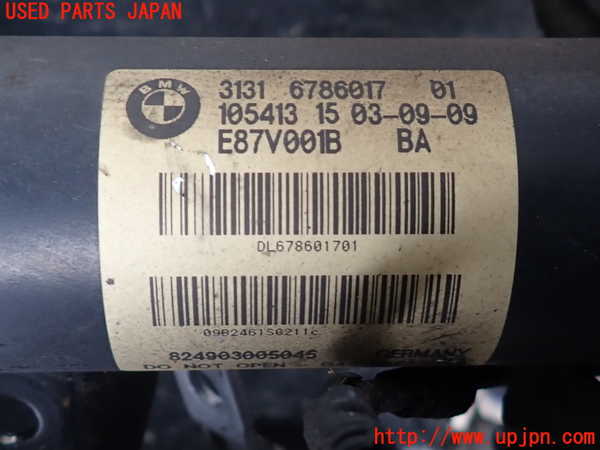 USED PARTS JAPAN
BMW
3131 6786017 01
105413 15 03-09-09
E87V001B BA
DL678601701
09B2461S0211c
824903005045 GERMANY
DO NOT OPEN
http://www.upjpn.com